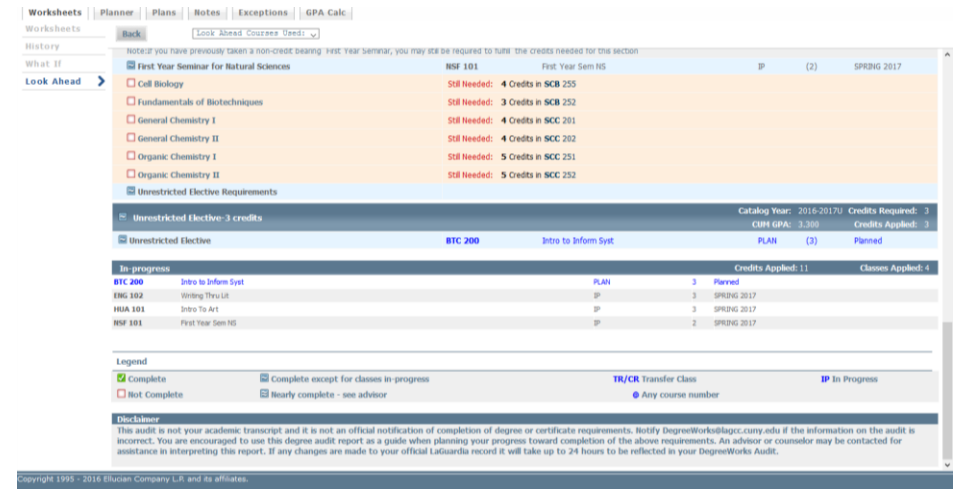 Worksheets Planner Plans Notes Exceptions GPA Calc
Worksheets
History
What If
Look Ahead
Back Look Ahead Courses Used:
Note:If you have previously taken a non-credit bearing First Year Seminar, you may still be required to fulfill the credits needed for this section
First Year Seminar for Natural Sciences NSF 101 First Year Sem NS IP (2) SPRING 2017
Cell Biology Still Needed: 4 Credits in SCB 255
Fundamentals of Biotechniques Still Needed: 3 Credits in SCB 252
General Chemistry I Still Needed: 4 Credits in SCC 201
General Chemistry II Still Needed: 4 Credits in SCC 202
Organic Chemistry I Still Needed: 5 Credits in SCC 251
Organic Chemistry II Still Needed: 5 Credits in SCC 252
Unrestricted Elective Requirements
Unrestricted Elective-3 credits
Catalog Year: 2016-2017U Credits Required: 3
CUM GPA: 3.300 Credits Applied: 3
Unrestricted Elective BTC 200 Intro to Inform Syst PLAN (3) Planned
In-progress Credits Applied: 11 Classes Applied: 4
BTC 200 Intro to Inform Syst PLAN 3 Planned
ENG 102 Writing Thru Lit IP 3 SPRING 2017
HUA 101 Intro To Art IP 3 SPRING 2017
NSF 101 First Year Sem NS IP 2 SPRING 2017
Legend
Complete Complete except for classes in-progress TR/CR Transfer Class IP In Progress
Not Complete Nearly complete - see advisor @ Any course number
Disclaimer
This audit is not your academic transcript and it is not an official notification of completion of degree or certificate requirements. Notify DegreeWorks@lagcc.cuny.edu if the information on the audit is
incorrect. You are encouraged to use this degree audit report as a guide when planning your progress toward completion of the above requirements. An advisor or counselor may be contacted for
assistance in interpreting this report. If any changes are made to your official LaGuardia record it will take up to 24 hours to be reflected in your DegreeWorks Audit.
Copyright 1995 - 2016 Ellucian Company L.P. and its affiliates.